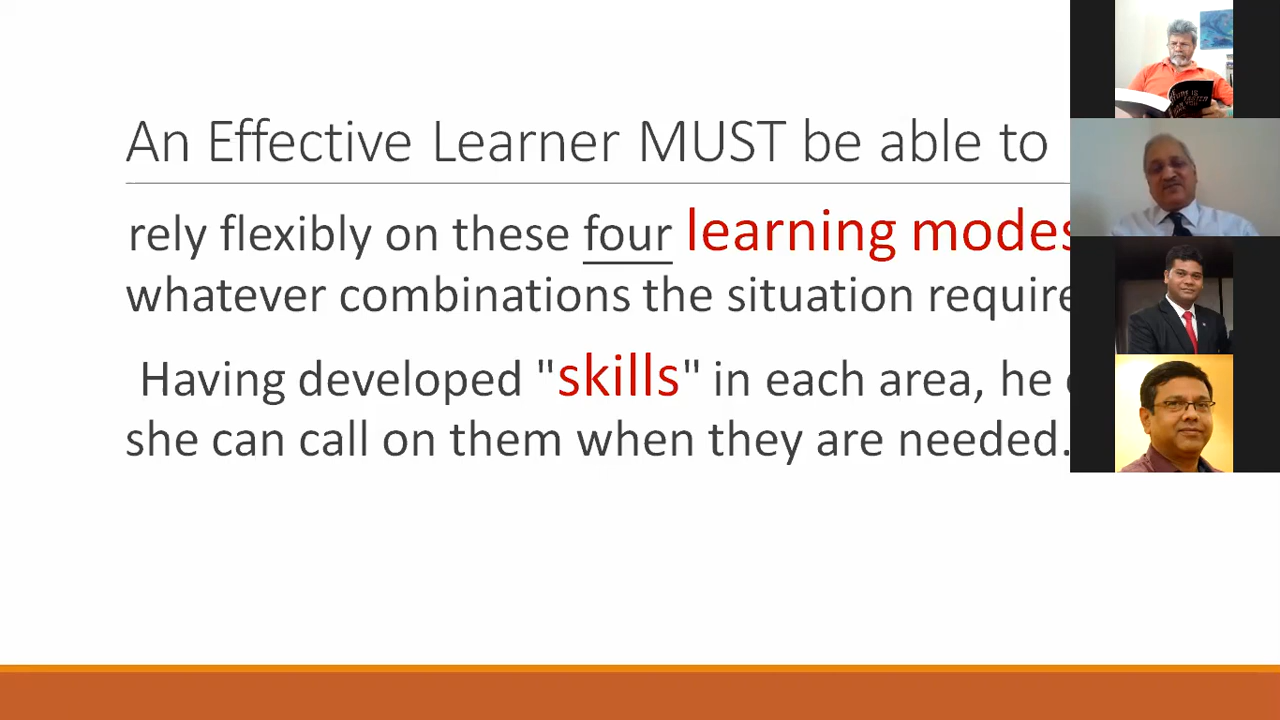 An Effective Learner MUST be able to
rely flexibly on these four learning modes
whatever combinations the situation require
Having developed "skills" in each area, he
she can call on them when they are needed.